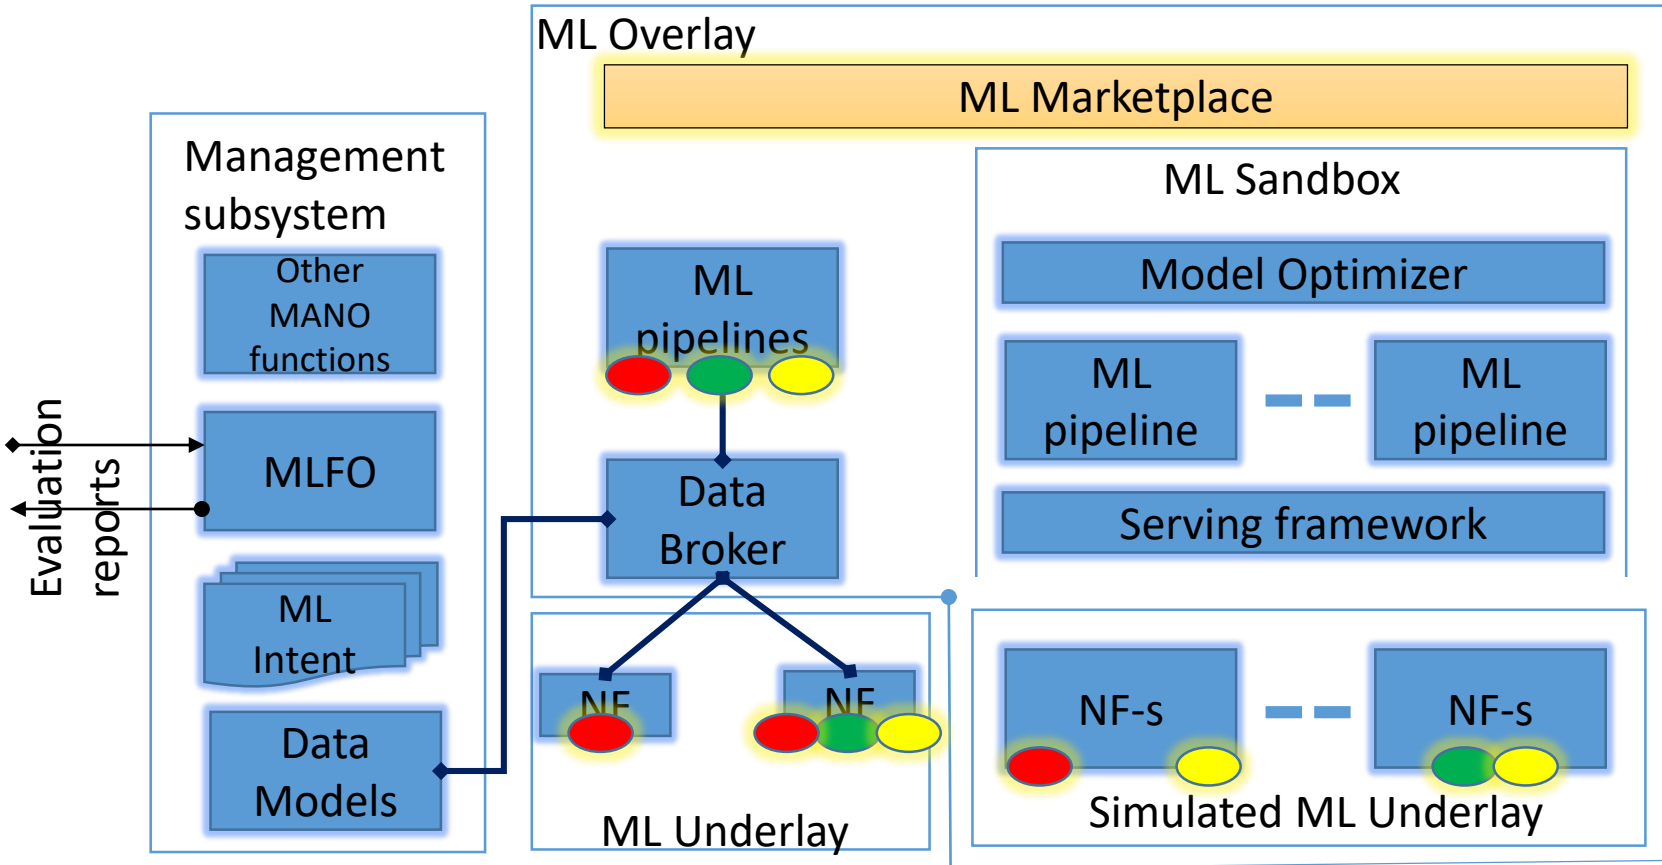 ML Overlay
ML Marketplace
Management
subsystem
Other
MANO
functions
MLFO
ML
Intent
Data
Models
Evaluation
reports
ML
pipelines
Data
Broker
ML Sandbox
Model Optimizer
ML
pipeline
ML
pipeline
Serving framework
NF
NF
ML Underlay
NF-s
NF-s
Simulated ML Underlay